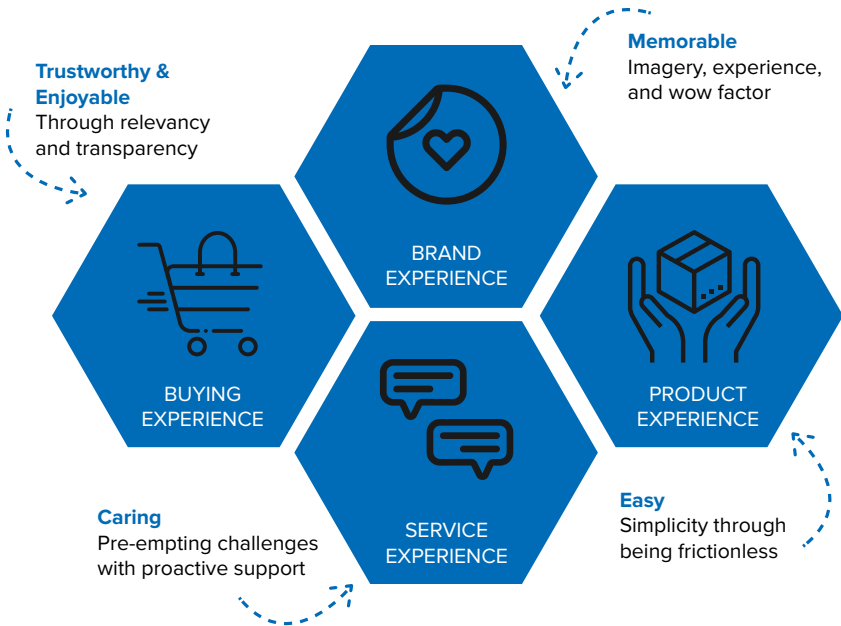 Trustworthy &
Enjoyable
Through relevancy
and transparency
Memorable
Imagery, experience,
and wow factor
BRAND
EXPERIENCE
BUYING
EXPERIENCE
PRODUCT
EXPERIENCE
SERVICE
EXPERIENCE
Caring
Pre-empting challenges
with proactive support
Easy
Simplicity through
being frictionless